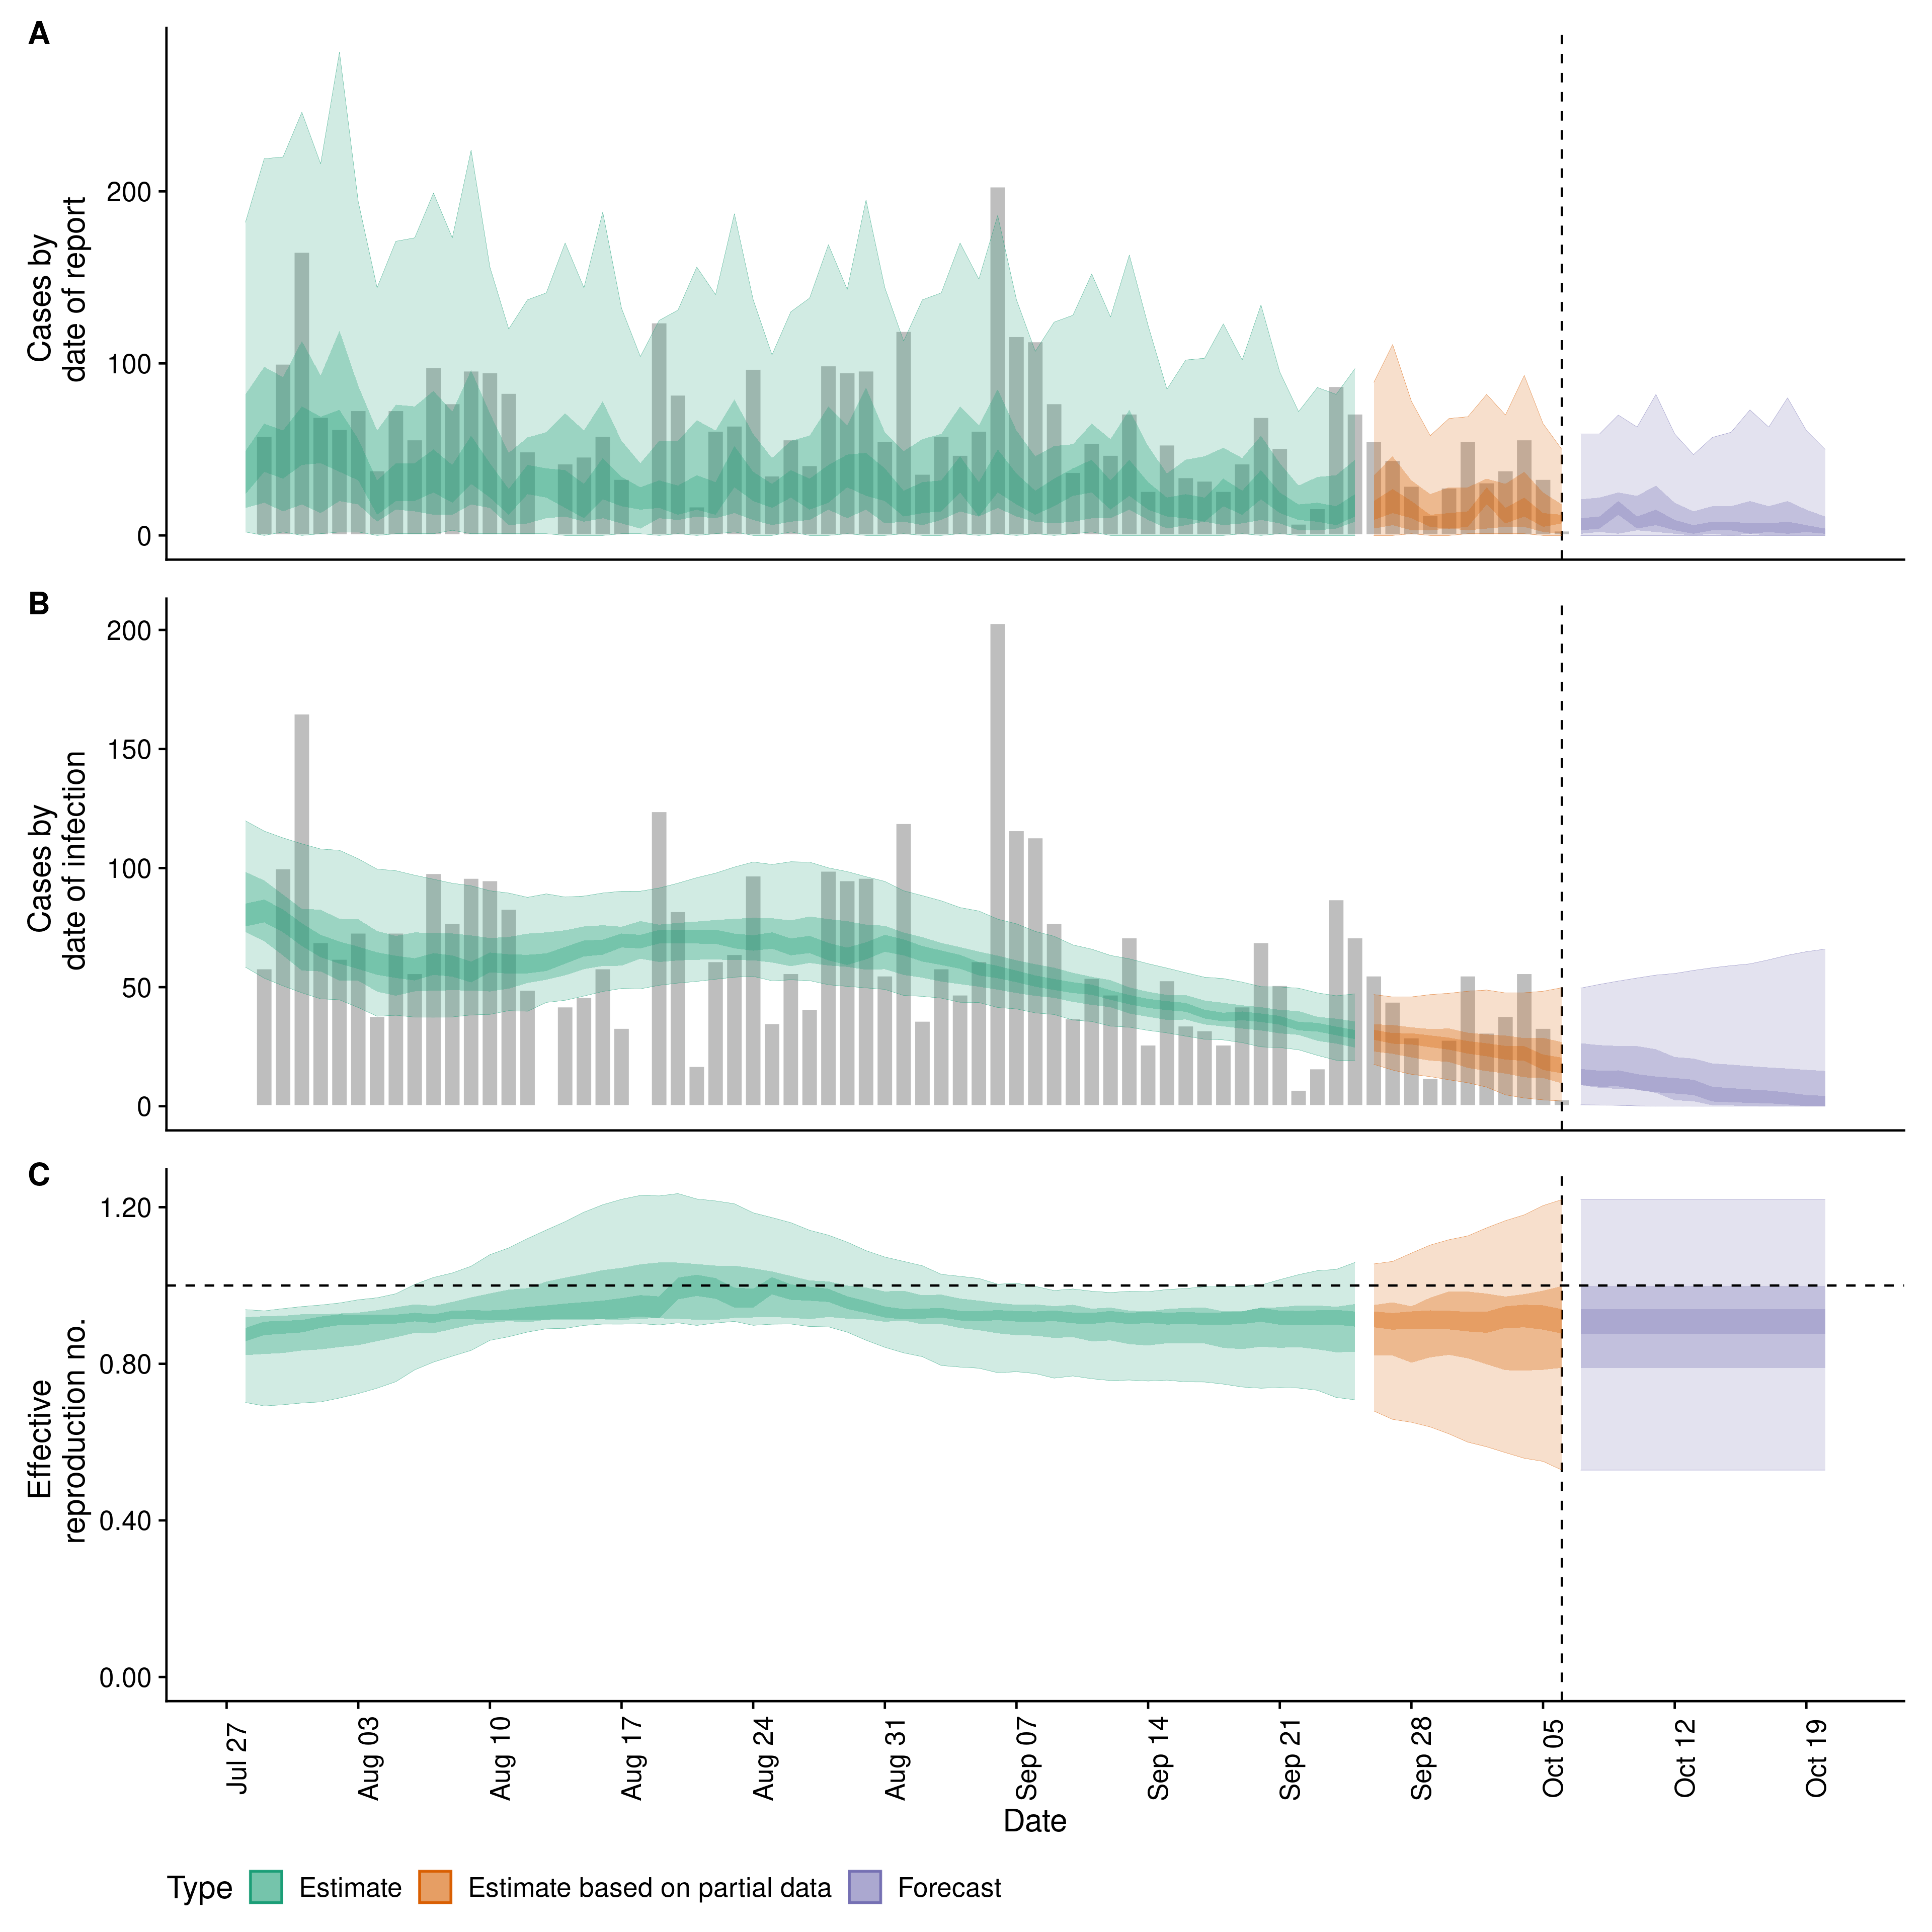 A
Cases by
date of report
200
100
0
B
Cases by
date of infection
200
150
100
50
0
C
Effective
reproduction no.
1.20
0.80
0.40
0.00
Jul 27
Aug 03
Aug 10
Aug 17
Aug 24
Aug 31
Sep 07
Sep 14
Sep 21
Sep 28
Oct 05
Oct 12
Oct 19
Date
Type Estimate Estimate based on partial data Forecast